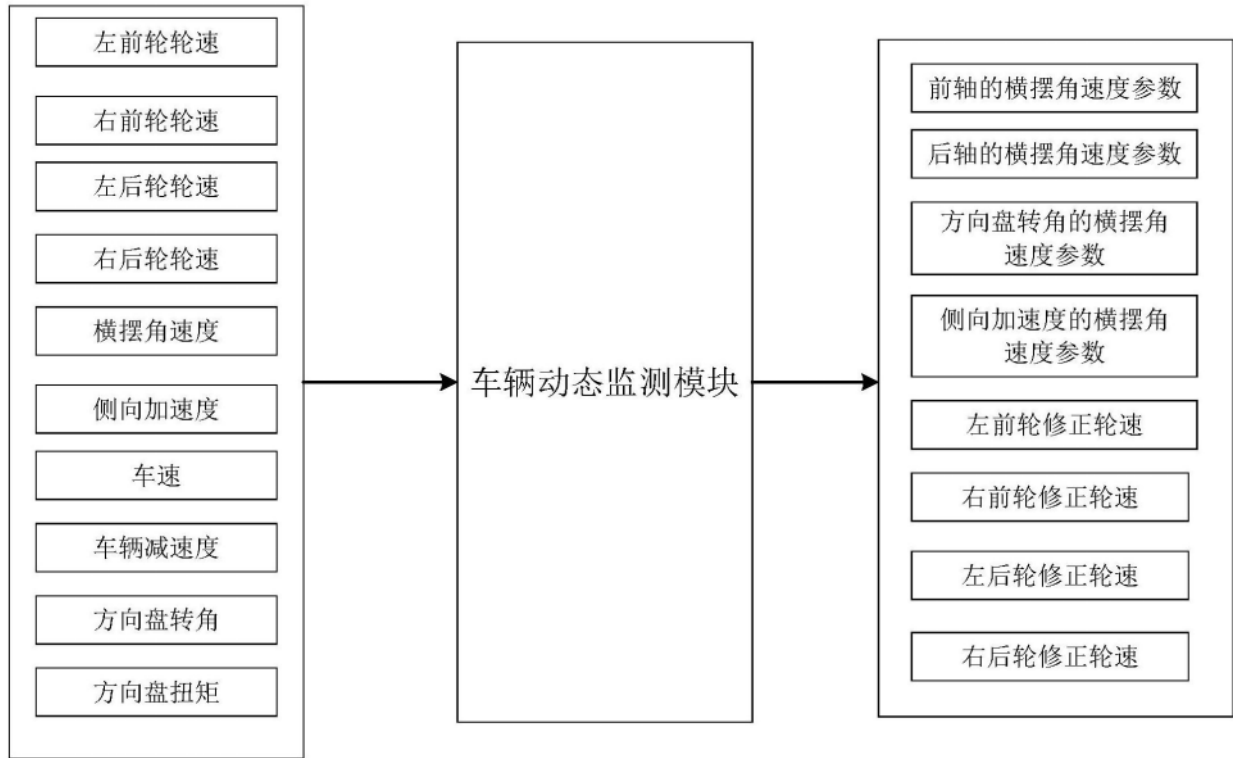 左前轮轮速
右前轮轮速
左后轮轮速
右后轮轮速
横摆角速度
侧向加速度
车速
车辆减速度
方向盘转角
方向盘扭矩
车辆动态监测模块
前轴的横摆角速度参数
后轴的横摆角速度参数
方向盘转角的横摆角
速度参数
侧向加速度的横摆角
速度参数
左前轮修正轮速
右前轮修正轮速
左后轮修正轮速
右后轮修正轮速